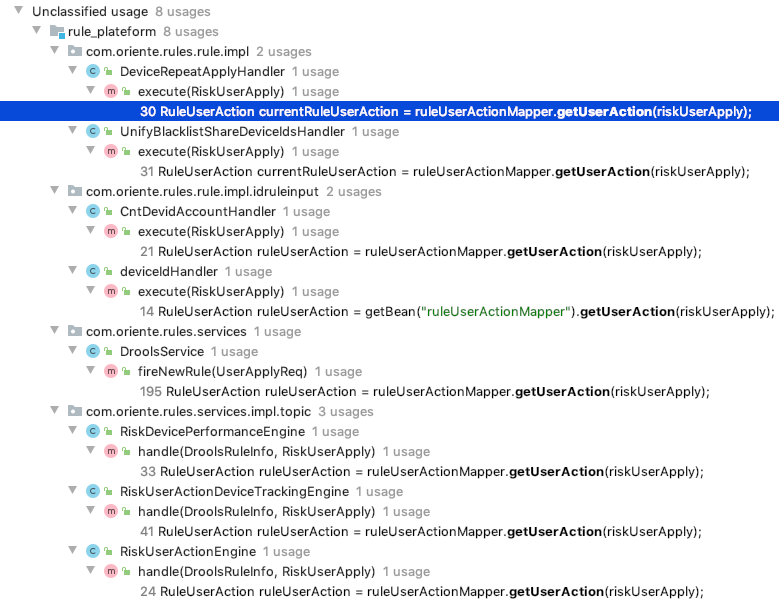 Unclassified usage 8 usages
rule_plateform 8 usages
com.oriente.rules.rule.impl 2 usages
C DeviceRepeatApplyHandler 1 usage
m execute(RiskUserApply) 1 usage
30 RuleUserAction currentRuleUserAction = ruleUserActionMapper.getUserAction(riskUserApply);
C UnifyBlacklistShareDeviceIdsHandler 1 usage
m execute(RiskUserApply) 1 usage
31 RuleUserAction currentRuleUserAction = ruleUserActionMapper.getUserAction(riskUserApply);
com.oriente.rules.rule.impl.idruleinput 2 usages
C CntDevidAccountHandler 1 usage
m execute(RiskUserApply) 1 usage
21 RuleUserAction ruleUserAction = ruleUserActionMapper.getUserAction(riskUserApply);
C deviceIdHandler 1 usage
m execute(RiskUserApply) 1 usage
14 RuleUserAction ruleUserAction = getBean("ruleUserActionMapper").getUserAction(riskUserApply);
com.oriente.rules.services 1 usage
C DroolsService 1 usage
m fireNewRule(UserApplyReq) 1 usage
195 RuleUserAction ruleUserAction = ruleUserActionMapper.getUserAction(riskUserApply);
com.oriente.rules.services.impl.topic 3 usages
C RiskDevicePerformanceEngine 1 usage
m handle(DroolsRuleInfo, RiskUserApply) 1 usage
33 RuleUserAction ruleUserAction = ruleUserActionMapper.getUserAction(riskUserApply);
C RiskUserActionDeviceTrackingEngine 1 usage
m handle(DroolsRuleInfo, RiskUserApply) 1 usage
41 RuleUserAction ruleUserAction = ruleUserActionMapper.getUserAction(riskUserApply);
C RiskUserActionEngine 1 usage
m handle(DroolsRuleInfo, RiskUserApply) 1 usage
24 RuleUserAction ruleUserAction = ruleUserActionMapper.getUserAction(riskUserApply);